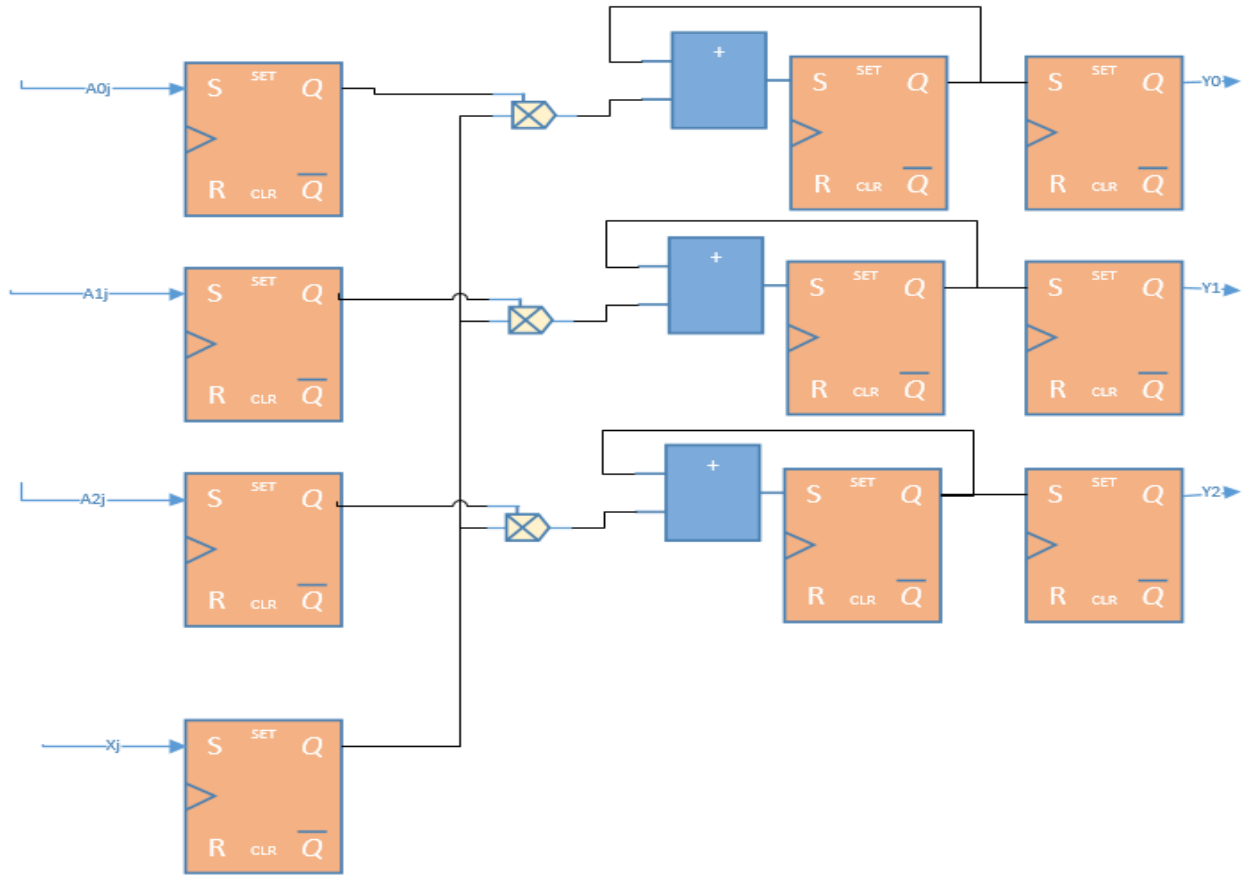 SET
A0j S Q
R CLR Q
+
SET
S Q
R CLR Q
SET
S Q Y0
R CLR Q
SET
A1j S Q
R CLR Q
+
SET
S Q
R CLR Q
SET
S Q Y1
R CLR Q
SET
A2j S Q
R CLR Q
+
SET
S Q
R CLR Q
SET
S Q Y2
R CLR Q
SET
Xj S Q
R CLR Q